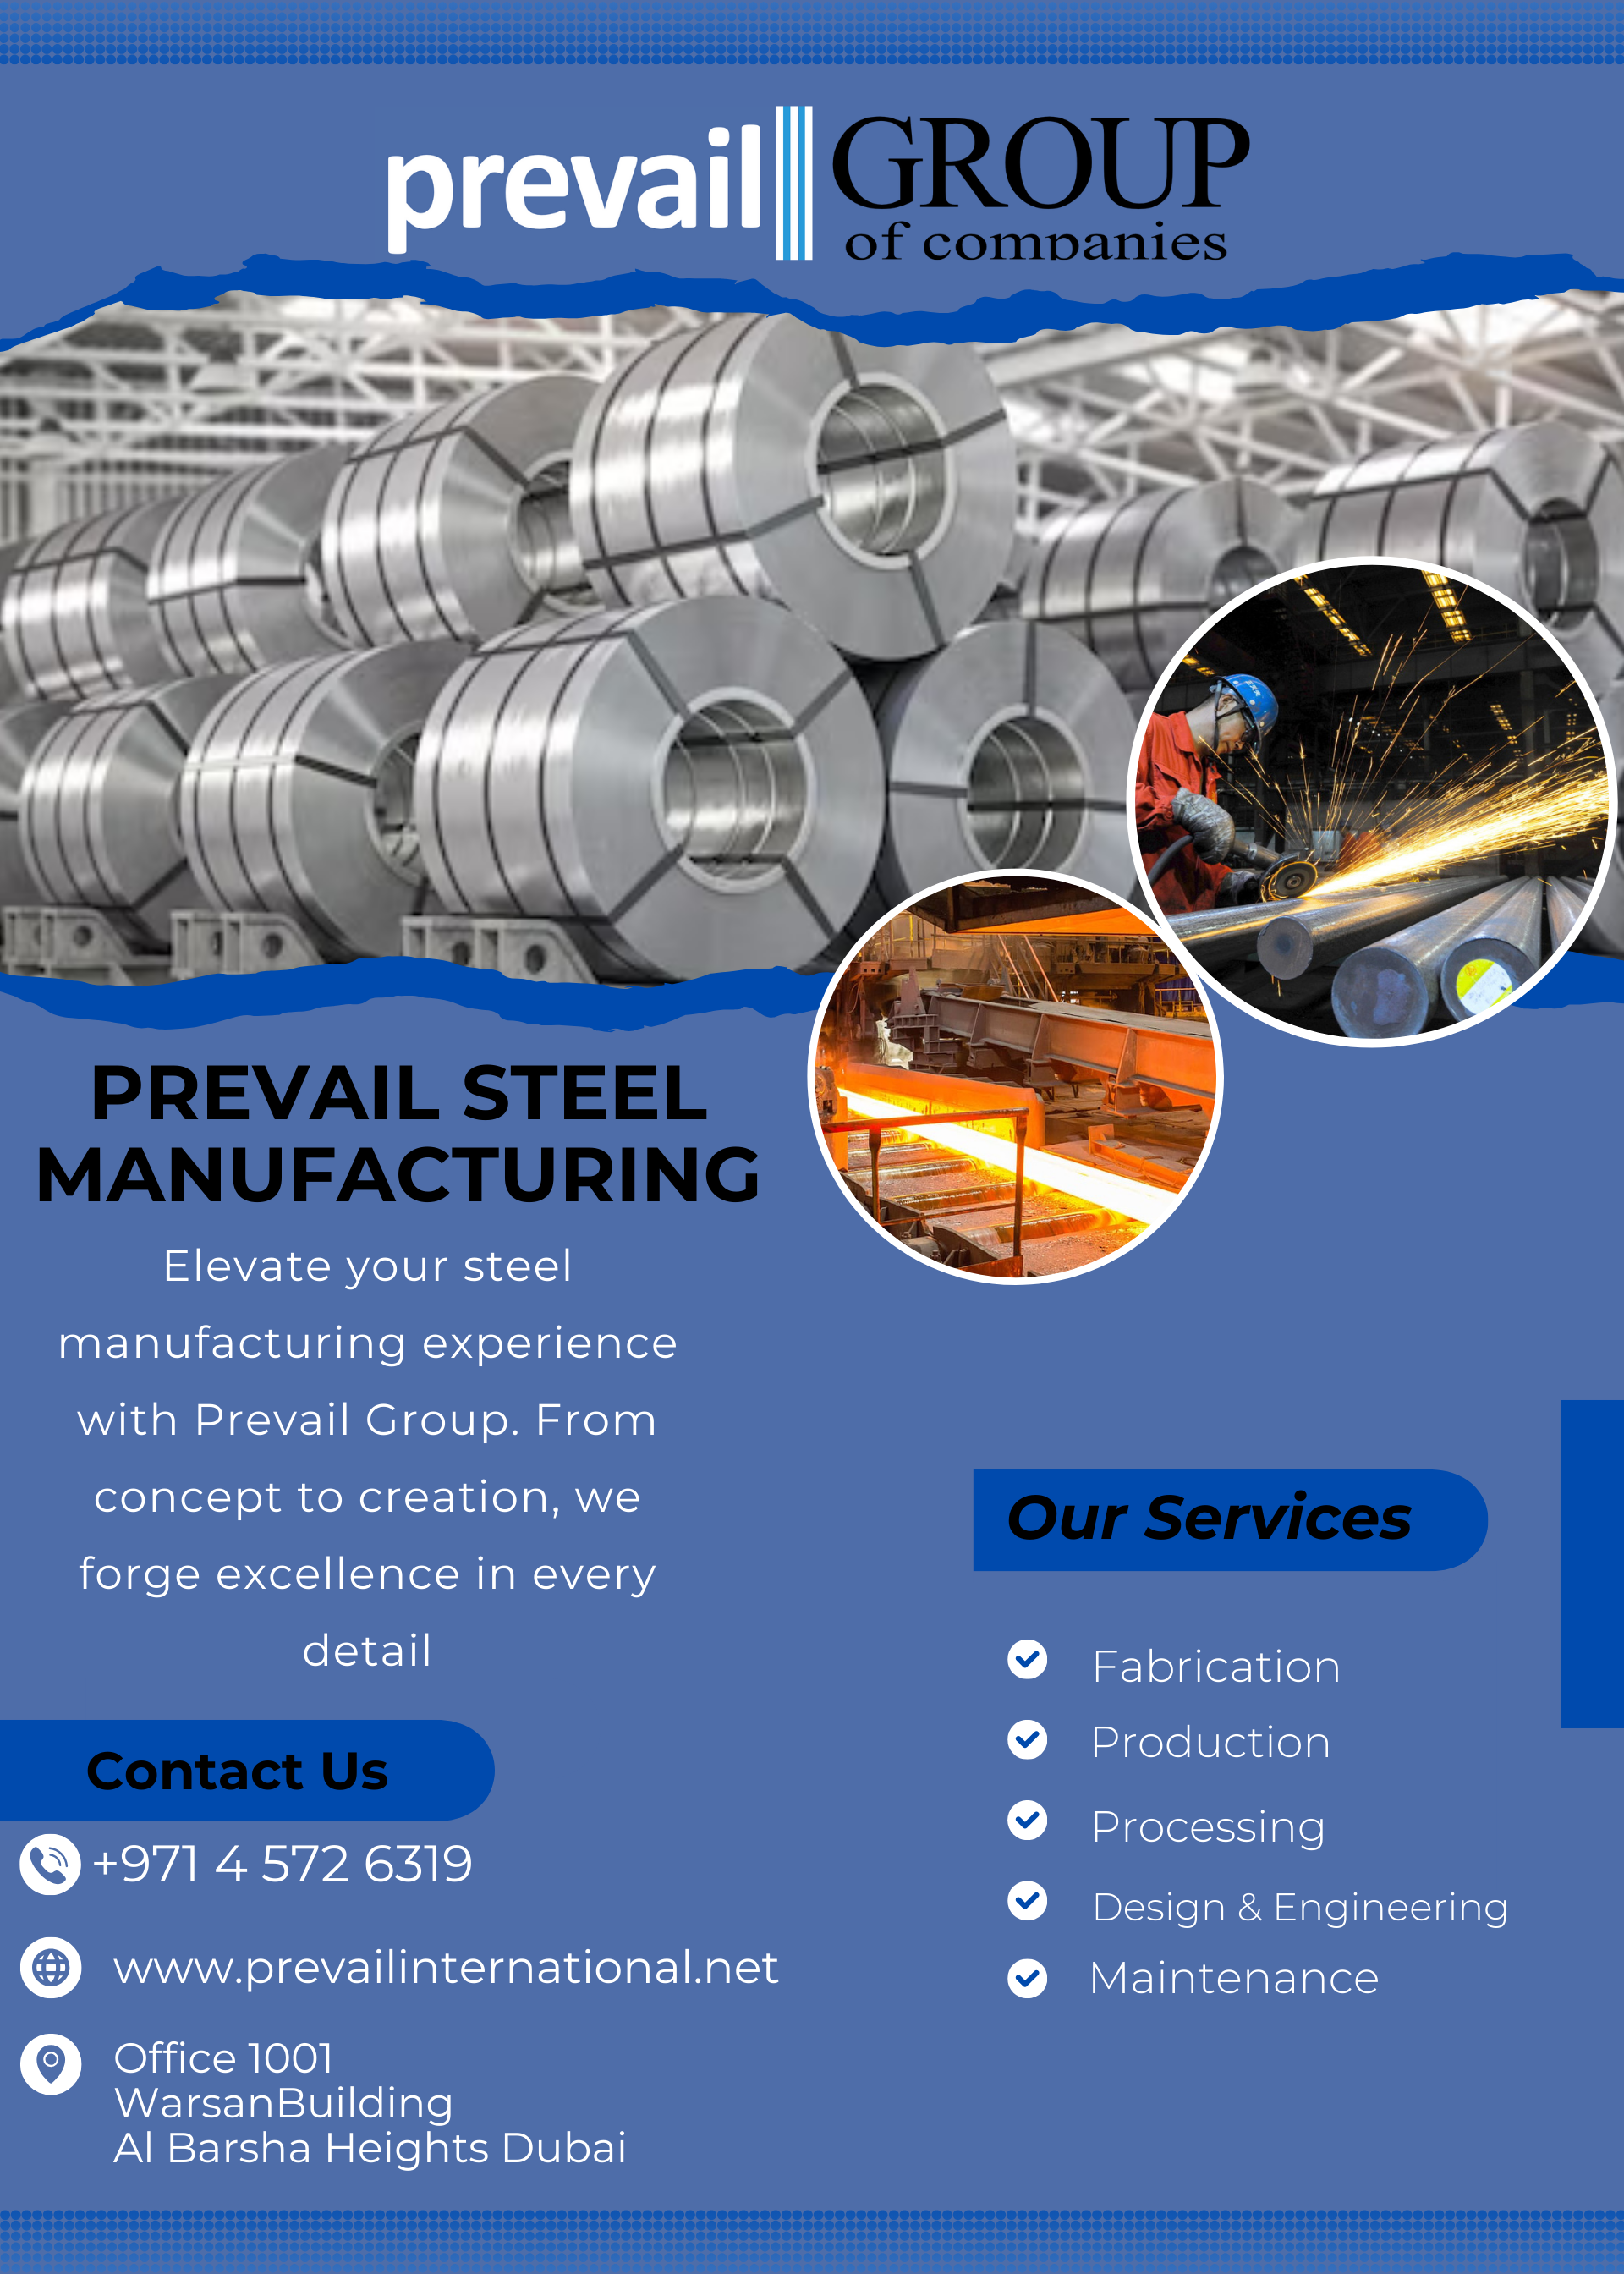 prevail GROUP
of companies
PREVAIL STEEL
MANUFACTURING
Elevate your steel
manufacturing experience
with Prevail Group. From
concept to creation, we
forge excellence in every
detail
Contact Us
+971 4 572 6319
www.prevailinternational.net
Office 1001
WarsanBuilding
Al Barsha Heights Dubai
Our Services
Fabrication
Production
Processing
Design & Engineering
Maintenance